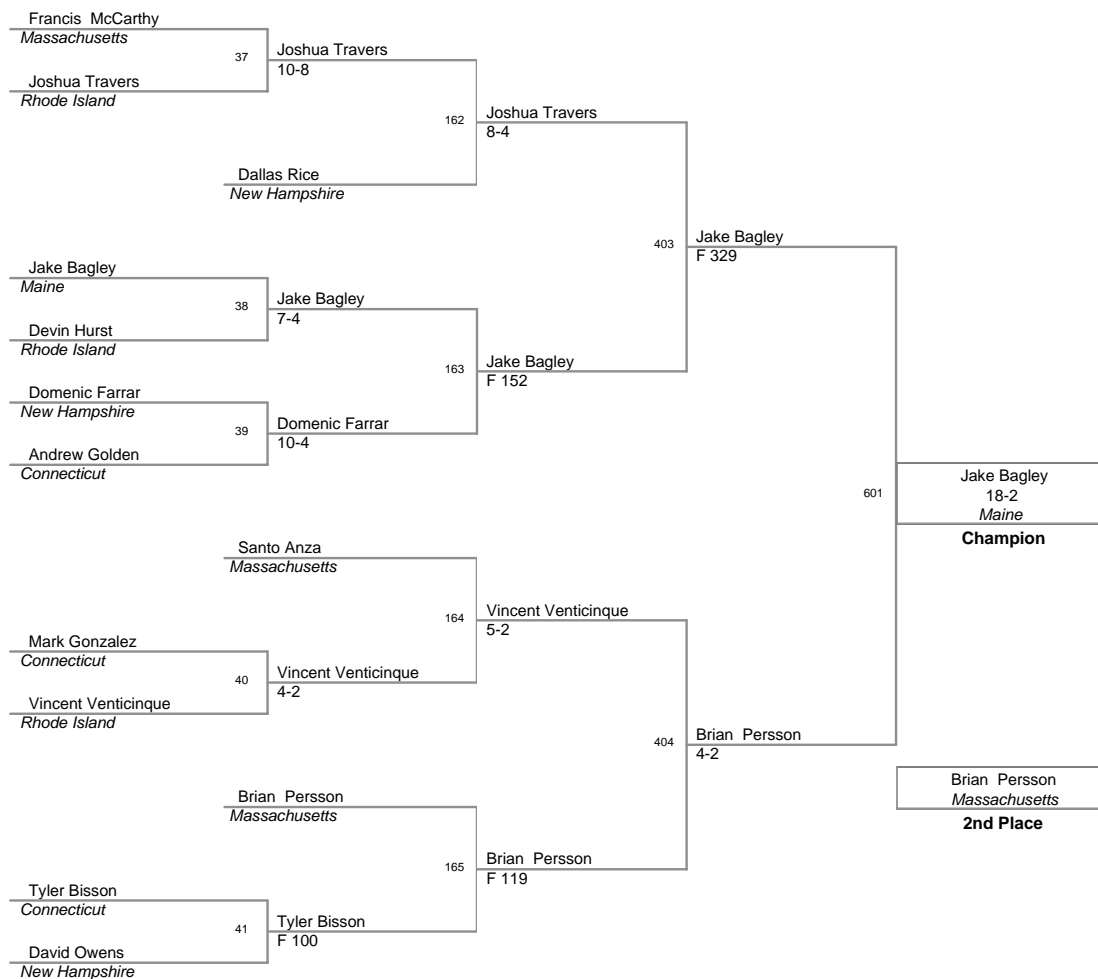 Francis  McCarthy
Massachusetts
37
Joshua Travers
10-8
Joshua Travers
Rhode Island
162
Joshua Travers
8-4
Dallas Rice
New Hampshire
403
Jake Bagley
F 329
Jake Bagley
Maine
38
Jake Bagley
7-4
Devin Hurst
Rhode Island
163
Jake Bagley
F 152
Domenic Farrar
New Hampshire
39
Domenic Farrar
10-4
Andrew Golden
Connecticut
601
Jake Bagley
18-2
Maine
Champion
Santo Anza
Massachusetts
164
Vincent Venticinque
5-2
Mark Gonzalez
Connecticut
40
Vincent Venticinque
4-2
Vincent Venticinque
Rhode Island
404
Brian  Persson
4-2
Brian  Persson
Massachusetts
2nd Place
Brian  Persson
Massachusetts
165
Brian  Persson
F 119
Tyler Bisson
Connecticut
41
Tyler Bisson
F 100
David Owens
New Hampshire